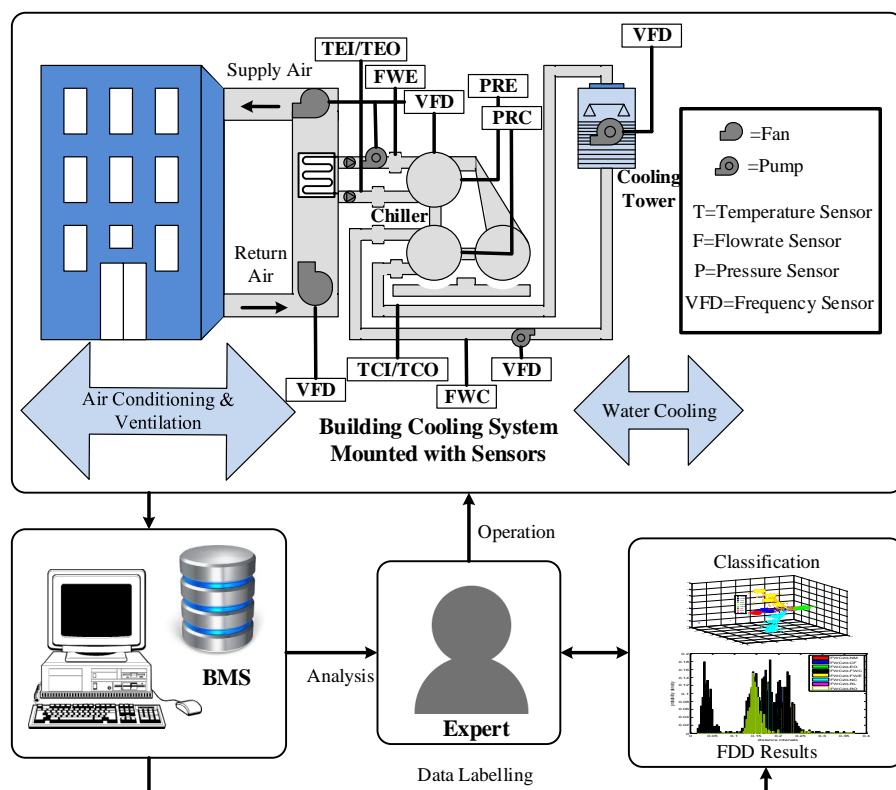 VFD
TEI/TEO
Supply Air
FWE
PRE
VFD
PRC
=Fan
=Pump
Cooling
Tower
T=Temperature Sensor
Chiller
F=Flowrate Sensor
Return
Air
P=Pressure Sensor
VFD=Frequency Sensor
TCI/TCO
VFD
VFD
FWC
Air Conditioning &
Ventilation
Water Cooling
Building Cooling System
Mounted with Sensors
Operation
Classification
BMS
Analysis
Expert
FDD Results
Data Labelling